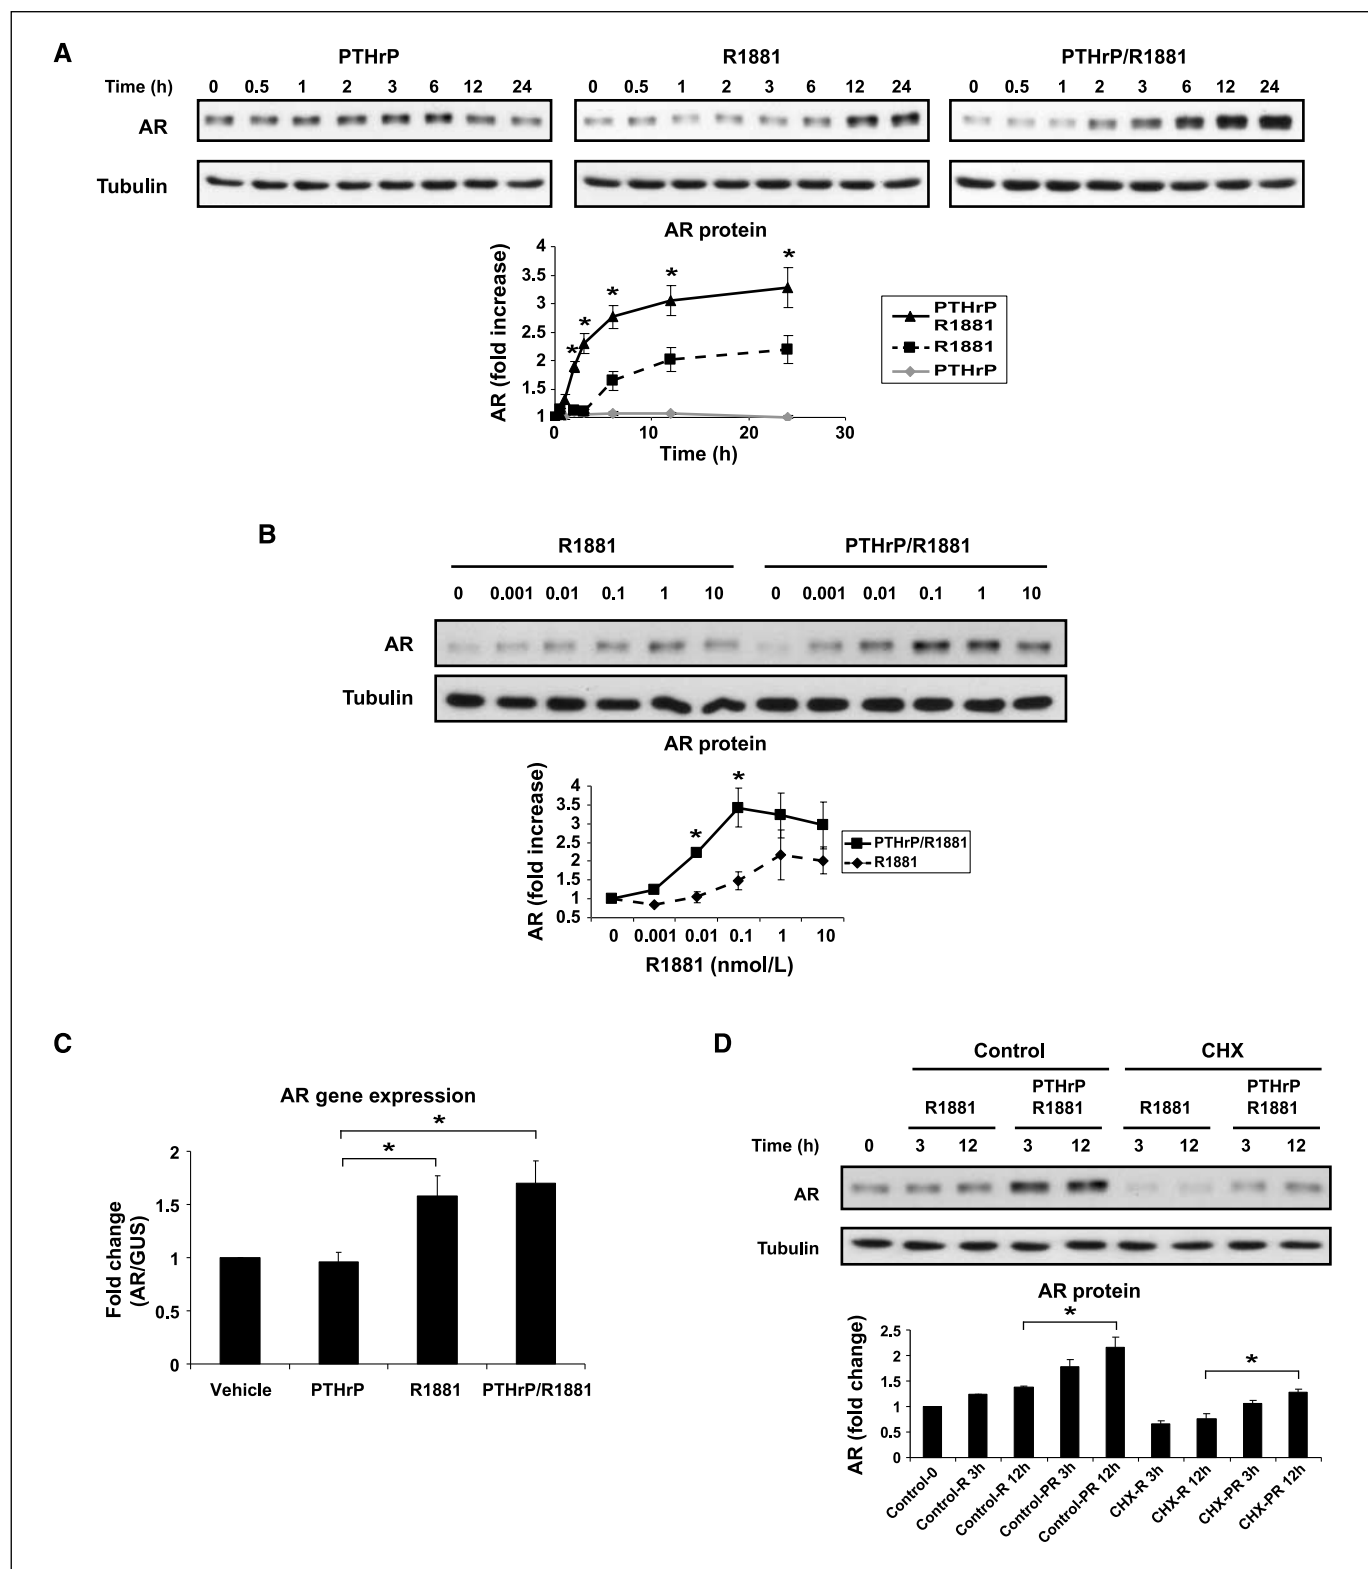 A
PTHrP R1881 PTHrP/R1881
Time (h) 0 0.5 1 2 3 6 12 24 0 0.5 1 2 3 6 12 24 0 0.5 1 2 3 6 12 24
AR
Tubulin
AR protein
AR (fold increase)
4
3.5
3
2.5
2
1.5
1
* * * * *
0 10 20 30
Time (h)
PTHrP
R1881
R1881
PTHrP
B
R1881 PTHrP/R1881
0 0.001 0.01 0.1 1 10 0 0.001 0.01 0.1 1 10
AR
Tubulin
AR protein
AR (fold increase)
4
3.5
3
2.5
2
1.5
1
0.5
* *
0 0.001 0.01 0.1 1 10
R1881 (nmol/L)
PTHrP/R1881
R1881
C
AR gene expression
* *
Fold change
(AR/GUS)
2
1.5
1
0.5
0
Vehicle PTHrP R1881 PTHrP/R1881
D
Control CHX
R1881 PTHrP R1881 R1881 PTHrP R1881
Time (h) 0 3 12 3 12 3 12 3 12
AR
Tubulin
AR protein
* *
AR (fold change)
2.5
2
1.5
1
0.5
0
Control-0 Control-R 3h Control-R 12h Control-PR 3h Control-PR 12h CHX-R 3h CHX-R 12h CHX-PR 3h CHX-PR 12h